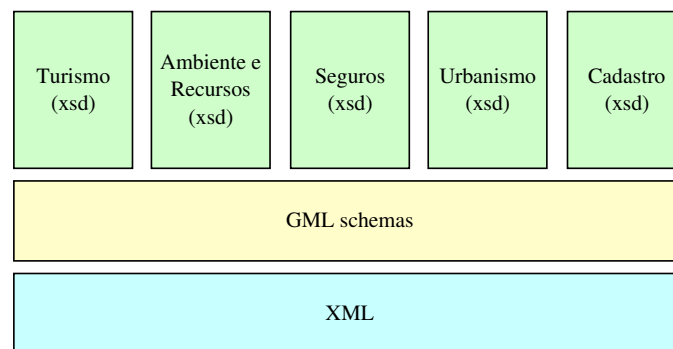 Turismo
(xsd)
Ambiente e
Recursos
(xsd)
Seguros
(xsd)
Urbanismo
(xsd)
Cadastro
(xsd)
GML schemas
XML